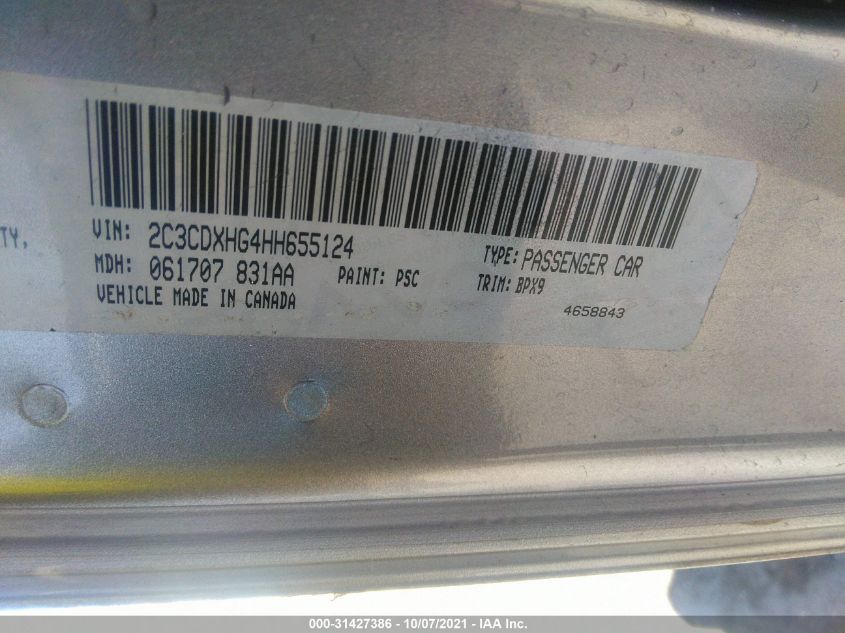 TY,
VIN: 2C3CDXHG4HH655124
TYPE: PASSENGER CAR
MDH: 061707 831AA
PAINT: PSC
TRIM: BPX9
VEHICLE MADE IN CANADA
4658843
000-31427386 - 10/07/2021 - IAA Inc.